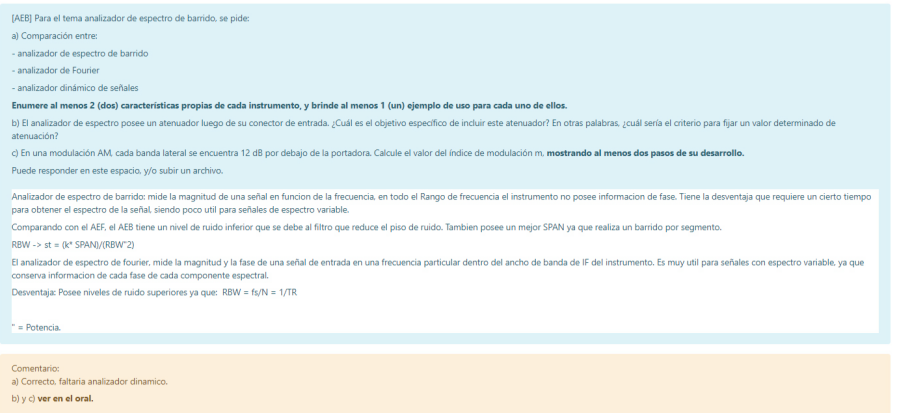 [AEB] Para el tema analizador de espectro de barrido, se pide:
a) Comparación entre:
- analizador de espectro de barrido
- analizador de Fourier
- analizador dinámico de señales
Enumere al menos 2 (dos) características propias de cada instrumento, y brinde al menos 1 (un) ejemplo de uso para cada uno de ellos.
b) El analizador de espectro posee un atenuador luego de su conector de entrada. ¿Cuál es el objetivo específico de incluir este atenuador? En otras palabras, ¿cuál sería el criterio para fijar un valor determinado de
atenuación?
c) En una modulación AM, cada banda lateral se encuentra 12 dB por debajo de la portadora. Calcule el valor del índice de modulación m, mostrando al menos dos pasos de su desarrollo.
Puede responder en este espacio, y/o subir un archivo.
Analizador de espectro de barrido: mide la magnitud de una señal en funcion de la frecuencia, en todo el Rango de frecuencia el instrumento no posee informacion de fase. Tiene la desventaja que requiere un cierto tiempo
para obtener el espectro de la señal, siendo poco util para señales de espectro variable.
Comparando con el AEF, el AEB tiene un nivel de ruido inferior que se debe al filtro que reduce el piso de ruido. Tambien posee un mejor SPAN ya que realiza un barrido por segmento.
RBW -> st = (k* SPAN)/(RBW"2)
El analizador de espectro de fourier, mide la magnitud y la fase de una señal de entrada en una frecuencia particular dentro del ancho de banda de IF del instrumento. Es muy util para señales con espectro variable, ya que
conserva informacion de cada fase de cada componente espectral.
Desventaja: Posee niveles de ruido superiores ya que: RBW = fs/N = 1/TR
" = Potencia.
Comentario:
a) Correcto, faltaria analizador dinamico.
b) y c) ver en el oral.